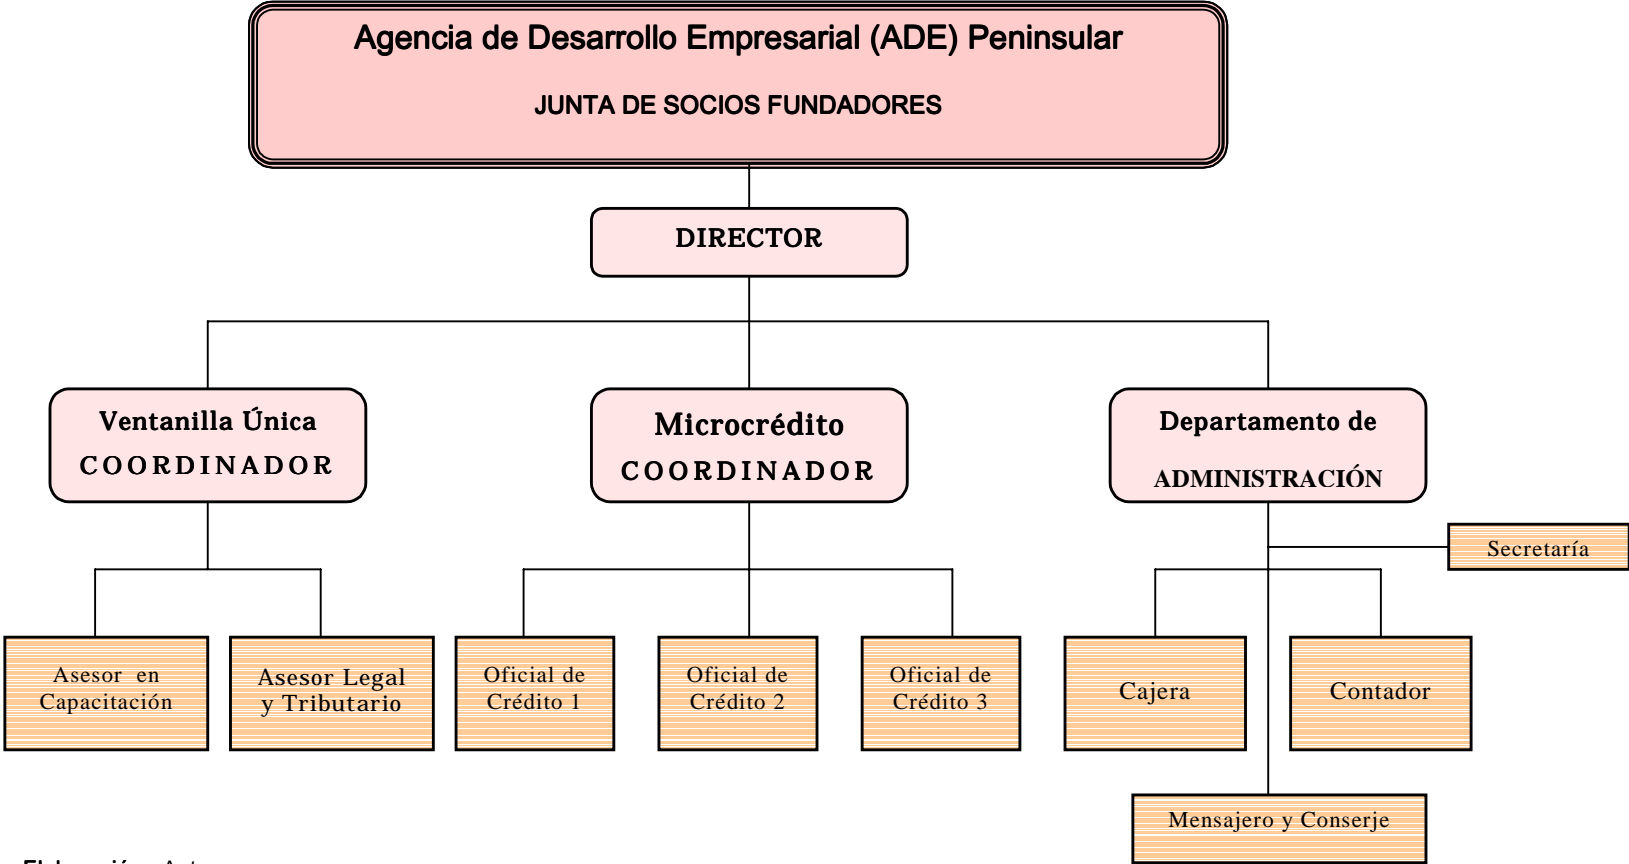 Agencia de Desarrollo Empresarial (ADE) Peninsular
JUNTA DE SOCIOS FUNDADORES
DIRECTOR
Ventanilla Única
COORDINADOR
Microcrédito
COORDINADOR
Departamento de
ADMINISTRACIÓN
Secretaría
Asesor en
Capacitación
Asesor Legal
y Tributario
Oficial de
Crédito 1
Oficial de
Crédito 2
Oficial de
Crédito 3
Cajera
Contador
Mensajero y Conserje